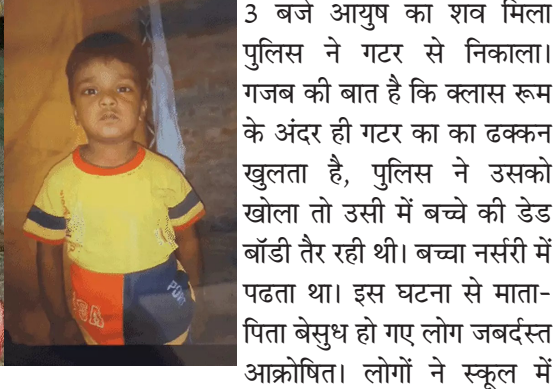 3 बजे आयुष का शव मिला
पुलिस ने गटर से निकाला।
गजब की बात है कि क्लास रूम
के अंदर ही गटर का का ढक्कन
खुलता है, पुलिस ने उसको
खोला तो उसी में बच्चे की डेड
बॉडी तैर रही थी। बच्चा नर्सरी में
पढता था। इस घटना से माता-
पिता बेसुध हो गए लोग जबर्दस्त
आक्रोषित। लोगों ने स्कूल में